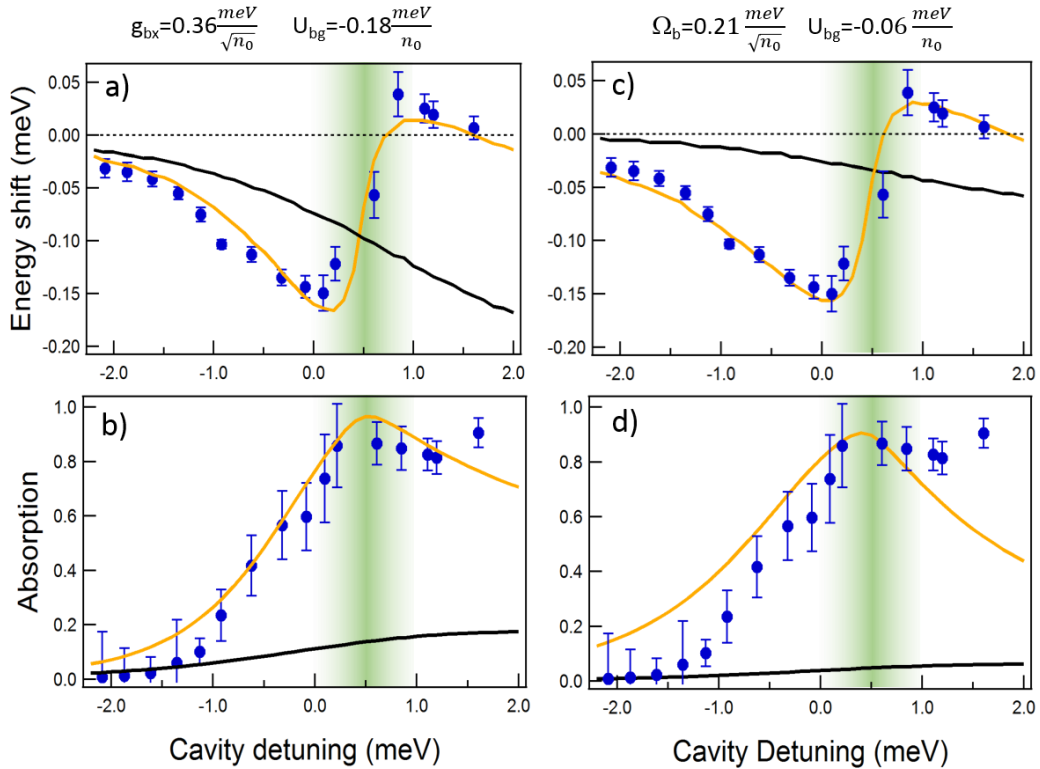 g_bx=0.36 meV/√n₀ U_bg=-0.18 meV/n₀
Ω_b=0.21 meV/√n₀ U_bg=-0.06 meV/n₀
a)
Energy shift (meV)
0.05
0.00
-0.05
-0.10
-0.15
-0.20
-2.0 -1.0 0.0 1.0 2.0
c)
0.05
0.00
-0.05
-0.10
-0.15
-0.20
-2.0 -1.0 0.0 1.0 2.0
b)
Absorption
1.0
0.8
0.6
0.4
0.2
0.0
-2.0 -1.0 0.0 1.0 2.0
Cavity detuning (meV)
d)
1.0
0.8
0.6
0.4
0.2
0.0
-2.0 -1.0 0.0 1.0 2.0
Cavity Detuning (meV)